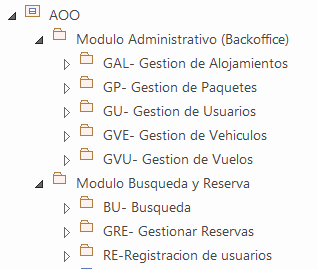 AOO
Modulo Administrativo (Backoffice)
GAL- Gestion de Alojamientos
GP- Gestion de Paquetes
GU- Gestion de Usuarios
GVE- Gestion de Vehiculos
GVU- Gestion de Vuelos
Modulo Busqueda y Reserva
BU- Busqueda
GRE- Gestionar Reservas
RE-Registracion de usuarios